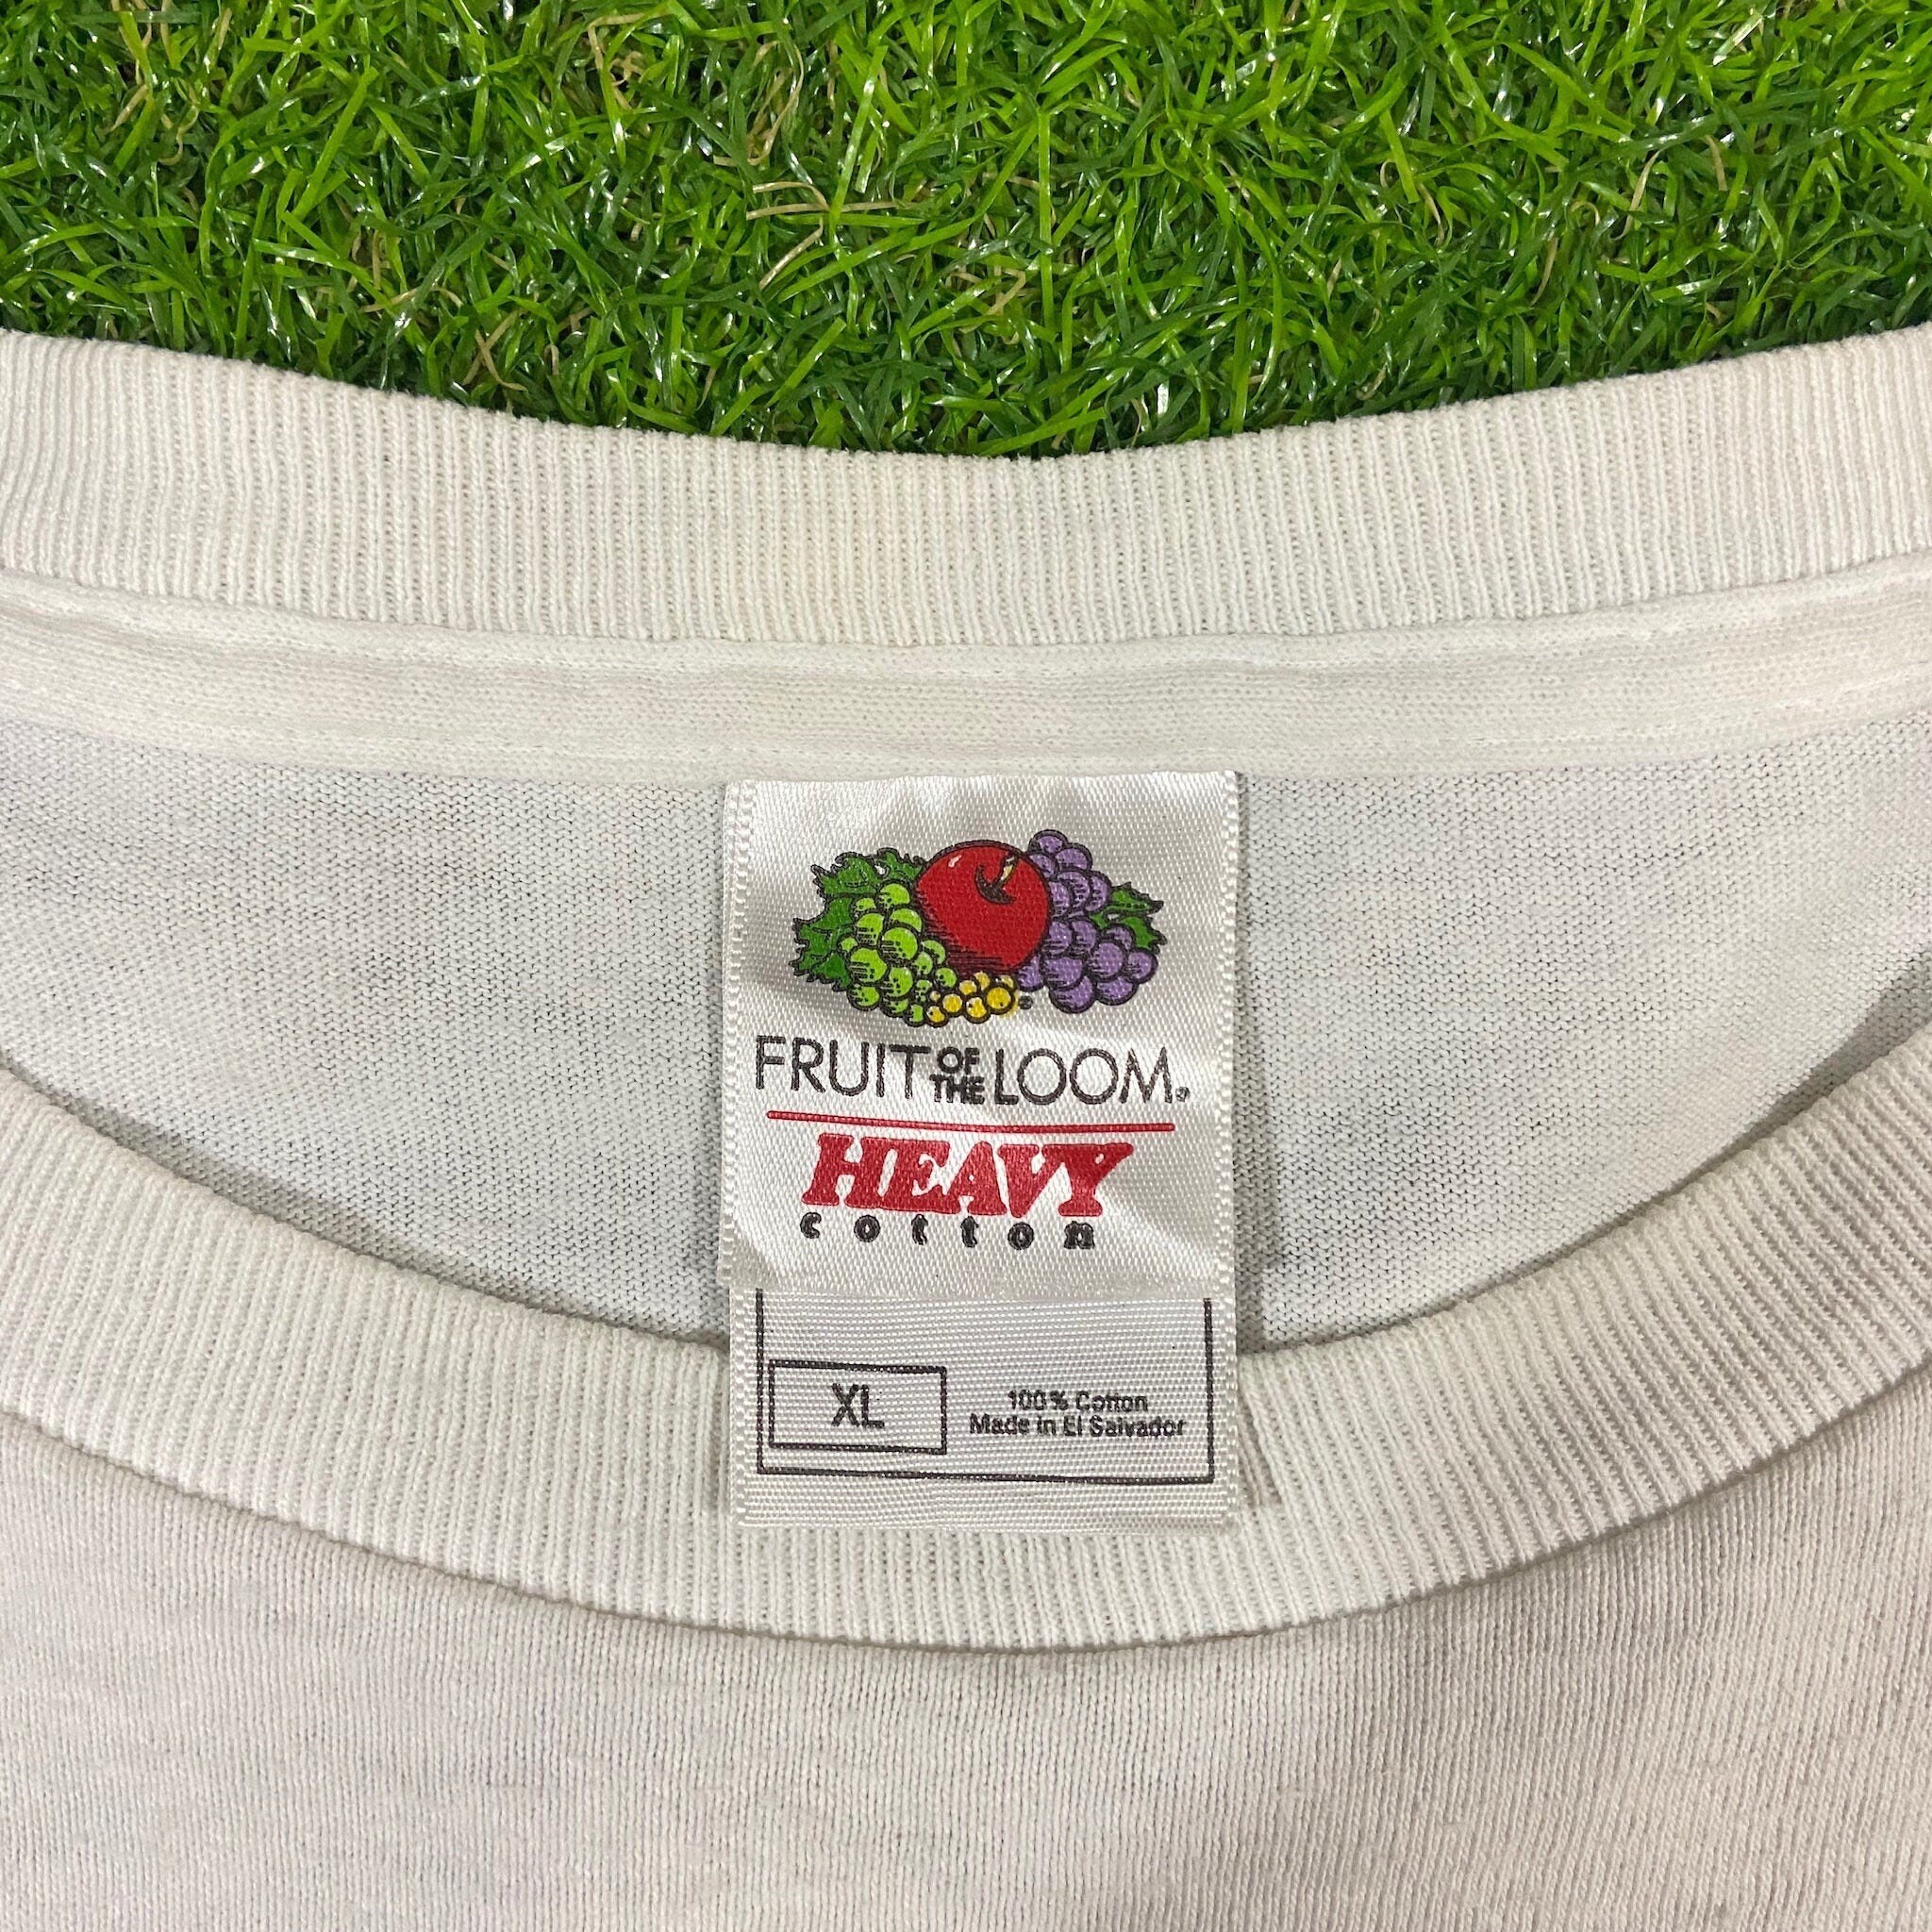 FRUIT OF THE LOOM®
HEAVY
cotton
XL
100% Cotton
Made in El Salvador